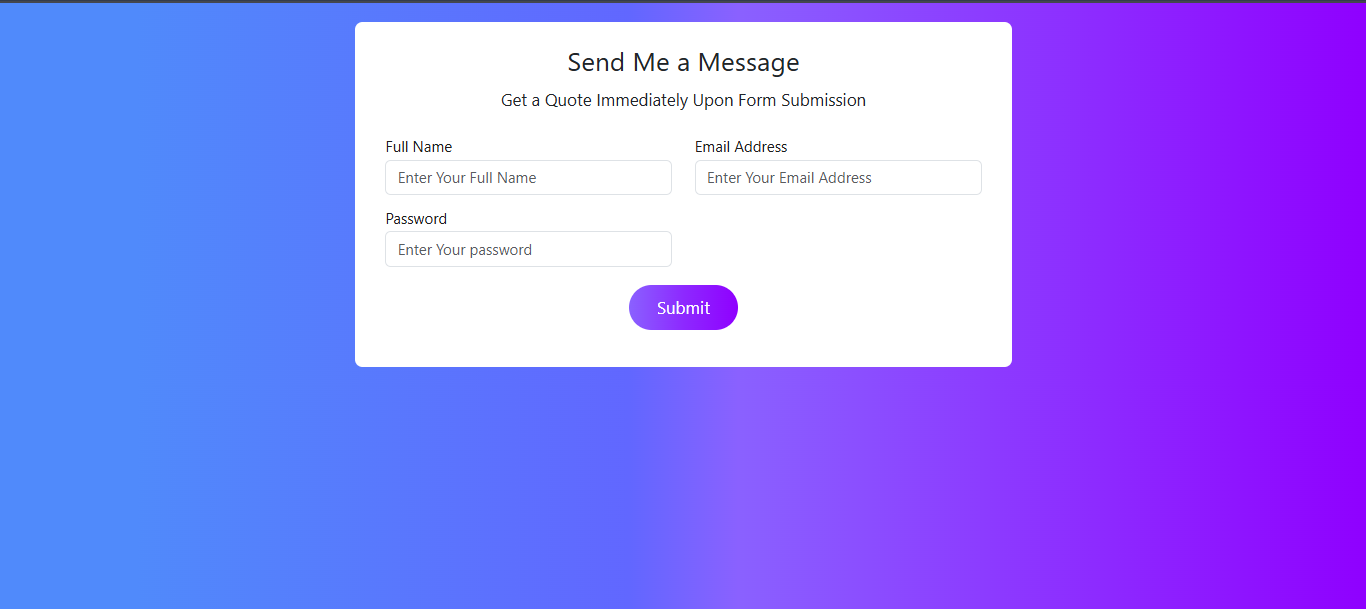 Send Me a Message
Get a Quote Immediately Upon Form Submission
Full Name
Email Address
Enter Your Full Name
Enter Your Email Address
Password
Enter Your password
Submit